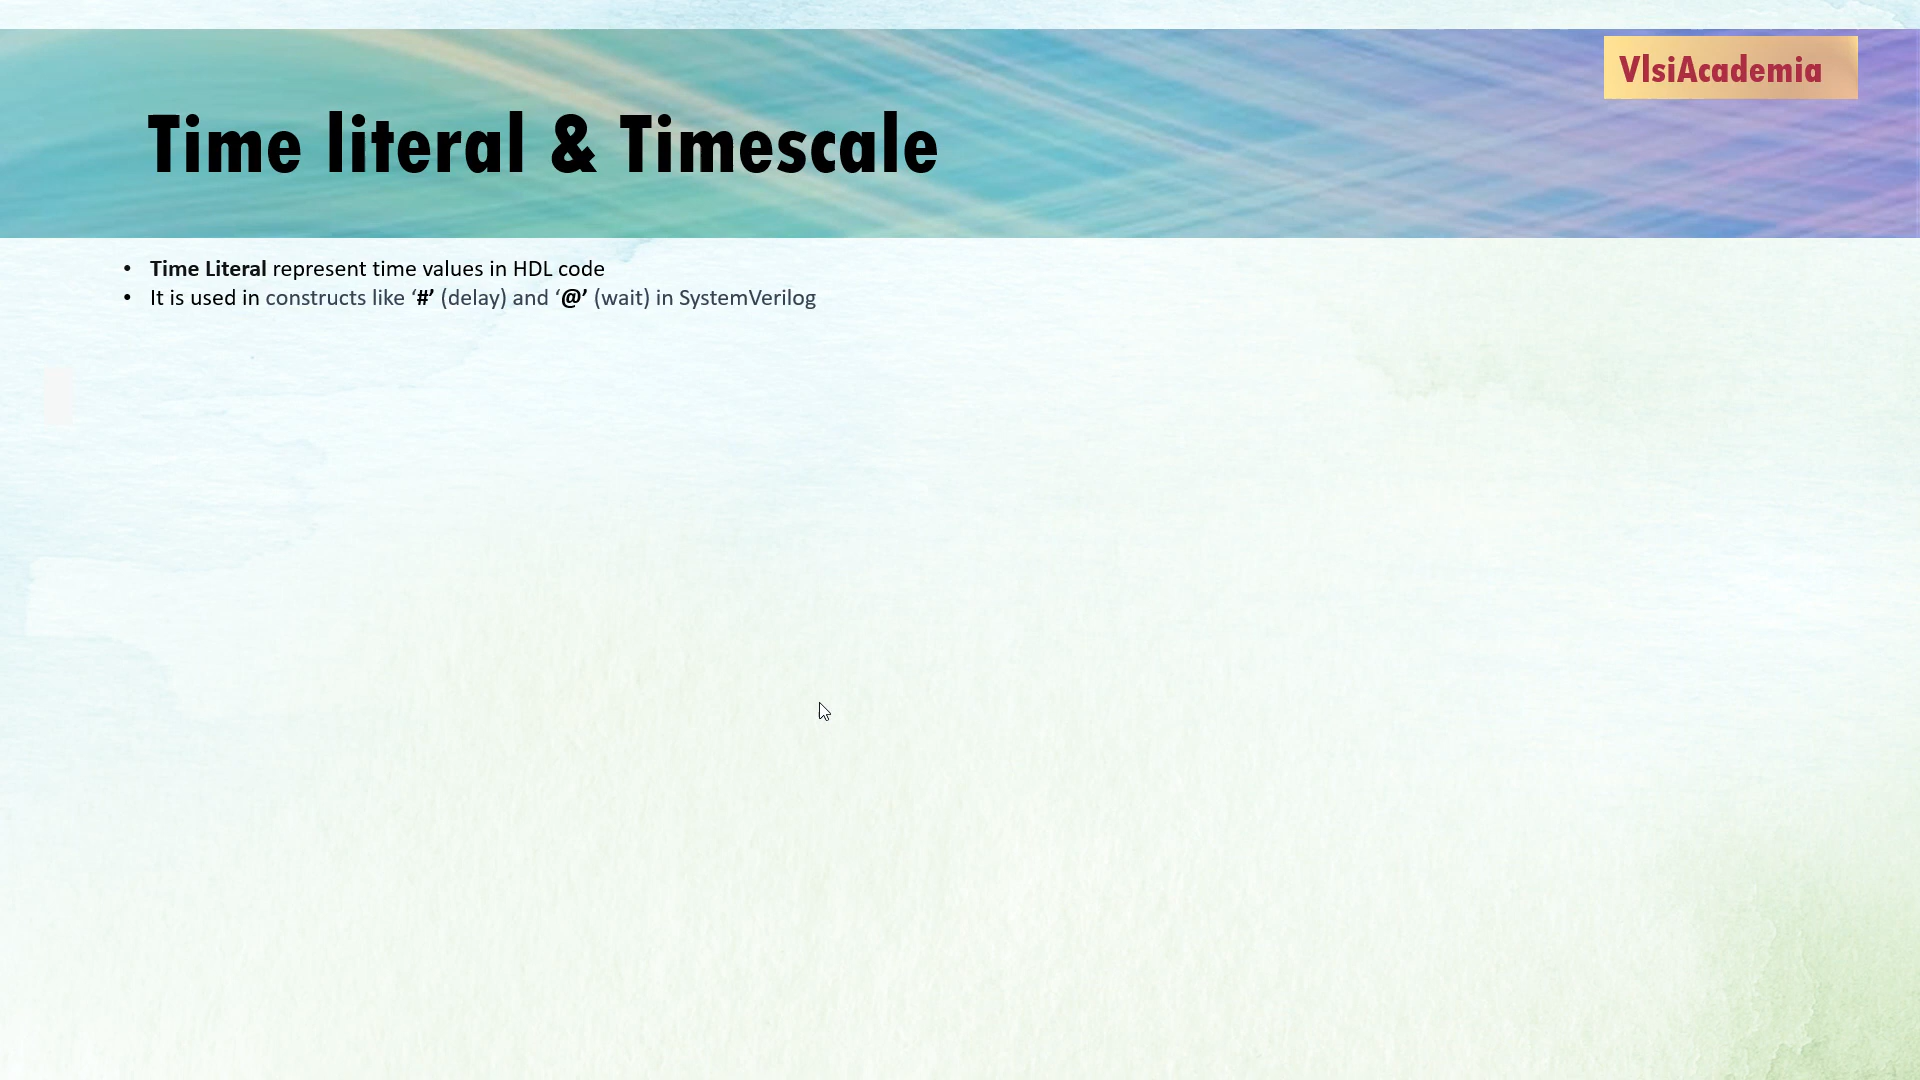 VlsiAcademia
Time literal & Timescale
• Time Literal represent time values in HDL code
• It is used in constructs like ‘#’ (delay) and ‘@’ (wait) in SystemVerilog